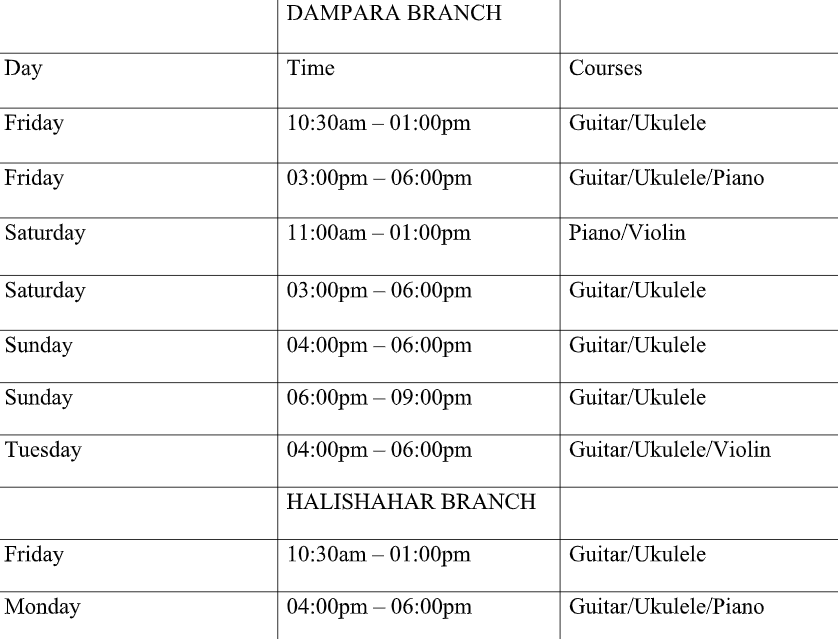 DAMPARA BRANCH
Day Time Courses
Friday 10:30am – 01:00pm Guitar/Ukulele
Friday 03:00pm – 06:00pm Guitar/Ukulele/Piano
Saturday 11:00am – 01:00pm Piano/Violin
Saturday 03:00pm – 06:00pm Guitar/Ukulele
Sunday 04:00pm – 06:00pm Guitar/Ukulele
Sunday 06:00pm – 09:00pm Guitar/Ukulele
Tuesday 04:00pm – 06:00pm Guitar/Ukulele/Violin
HALISHAHAR BRANCH
Friday 10:30am – 01:00pm Guitar/Ukulele
Monday 04:00pm – 06:00pm Guitar/Ukulele/Piano